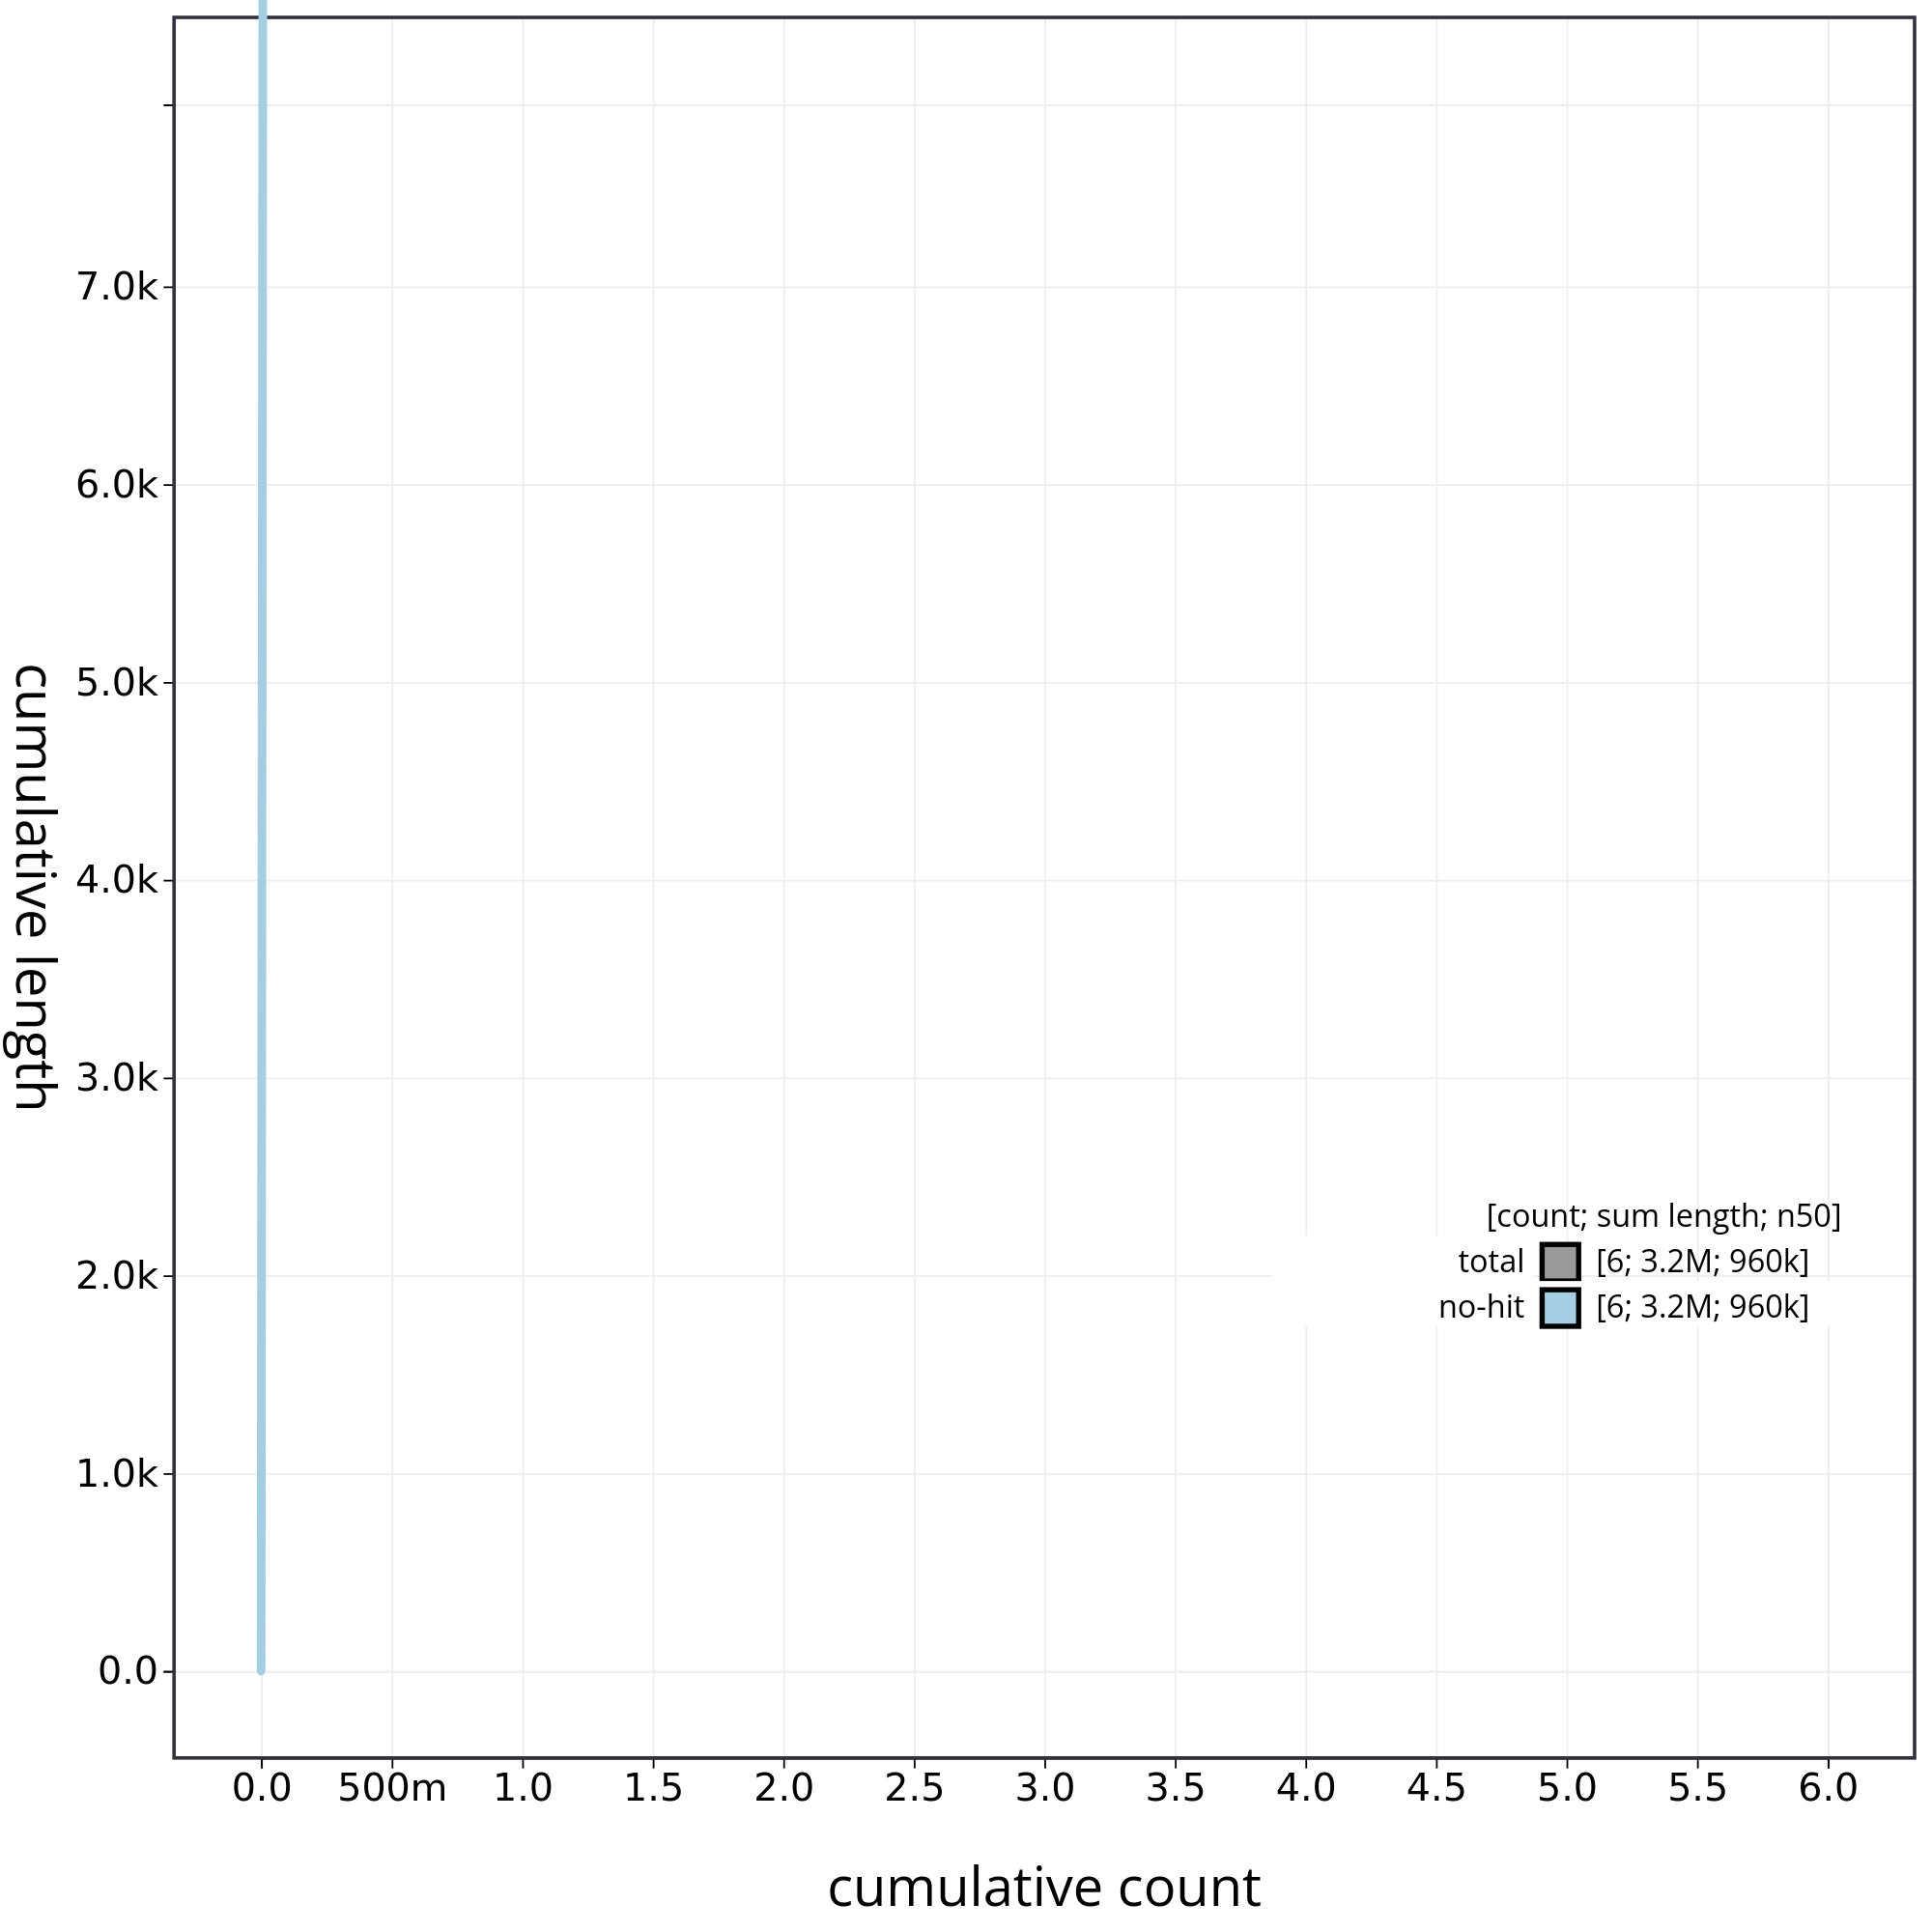 cumulative length
7.0k
6.0k
5.0k
4.0k
3.0k
2.0k
1.0k
0.0
[count; sum length; n50]
total [6; 3.2M; 960k]
no-hit [6; 3.2M; 960k]
0.0 500m 1.0 1.5 2.0 2.5 3.0 3.5 4.0 4.5 5.0 5.5 6.0
cumulative count